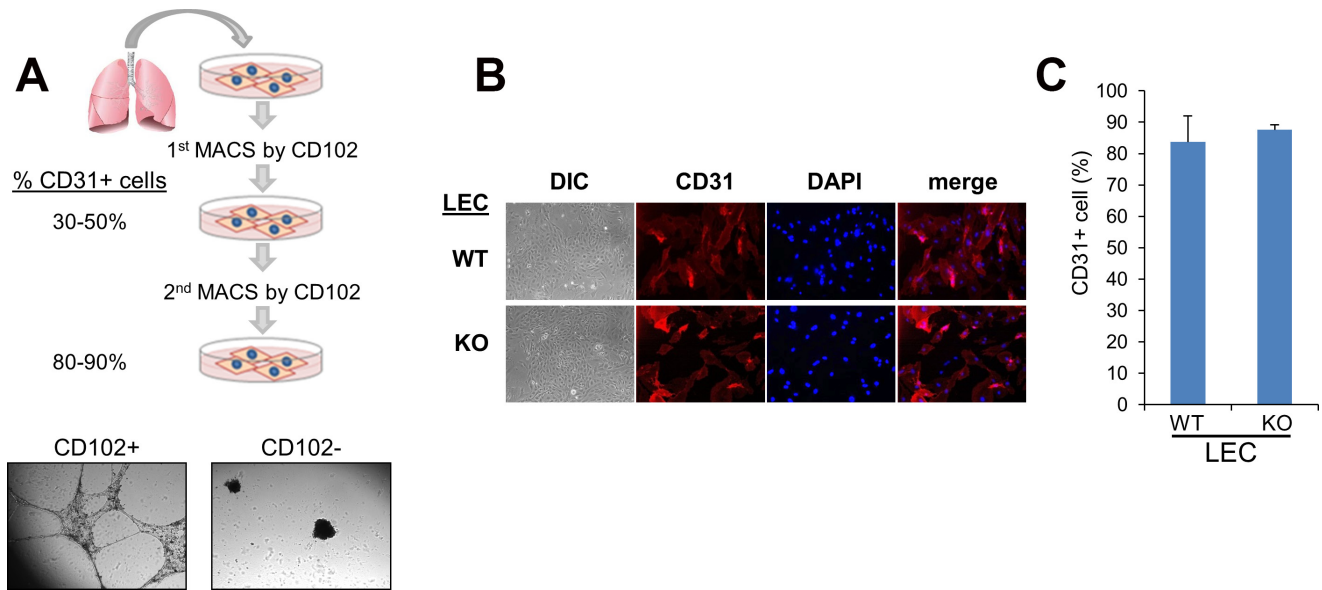 A
1st MACS by CD102
% CD31+ cells
30-50%
2nd MACS by CD102
80-90%
CD102+
CD102-
B
DIC CD31 DAPI merge
LEC
WT
KO
C
CD31+ cell (%)
100
90
80
70
60
50
40
30
20
10
0
WT KO
LEC